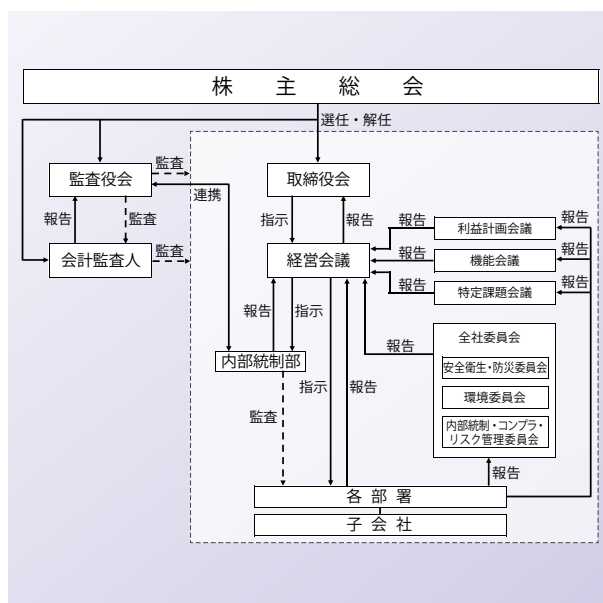 株主総会
選任・解任
監査役会
監査
取締役会
連携
報告
監査
指示
報告
報告
利益計画会議
報告
会計監査人
監査
経営会議
報告
機能会議
報告
報告
特定課題会議
報告
報告
指示
全社委員会
報告
内部統制部
安全衛生・防災委員会
指示
報告
環境委員会
監査
内部統制・コンプラ・
リスク管理委員会
報告
各部署
子会社